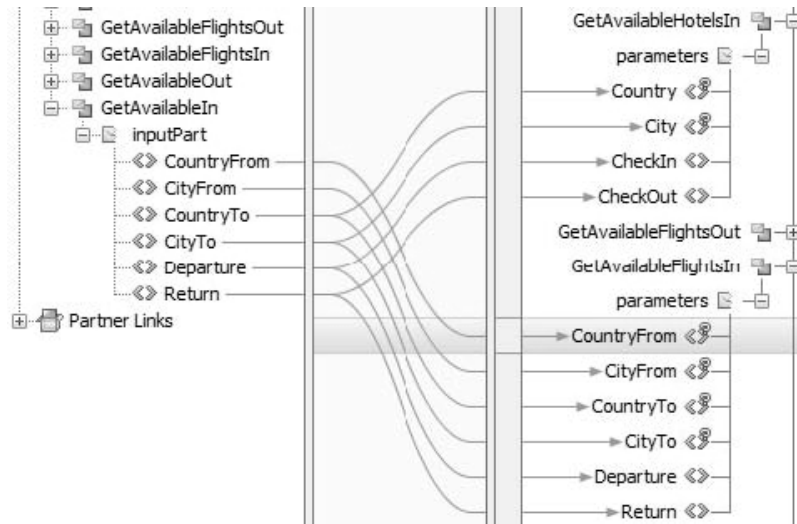 GetAvailableFlightsOut
GetAvailableFlightsIn
GetAvailableOut
GetAvailableIn
inputPart
CountryFrom
CityFrom
CountryTo
CityTo
Departure
Return
Partner Links
GetAvailableHotelsIn
parameters
Country
City
CheckIn
CheckOut
GetAvailableFlightsOut
GetAvailableFlightsIn
parameters
CountryFrom
CityFrom
CountryTo
CityTo
Departure
Return